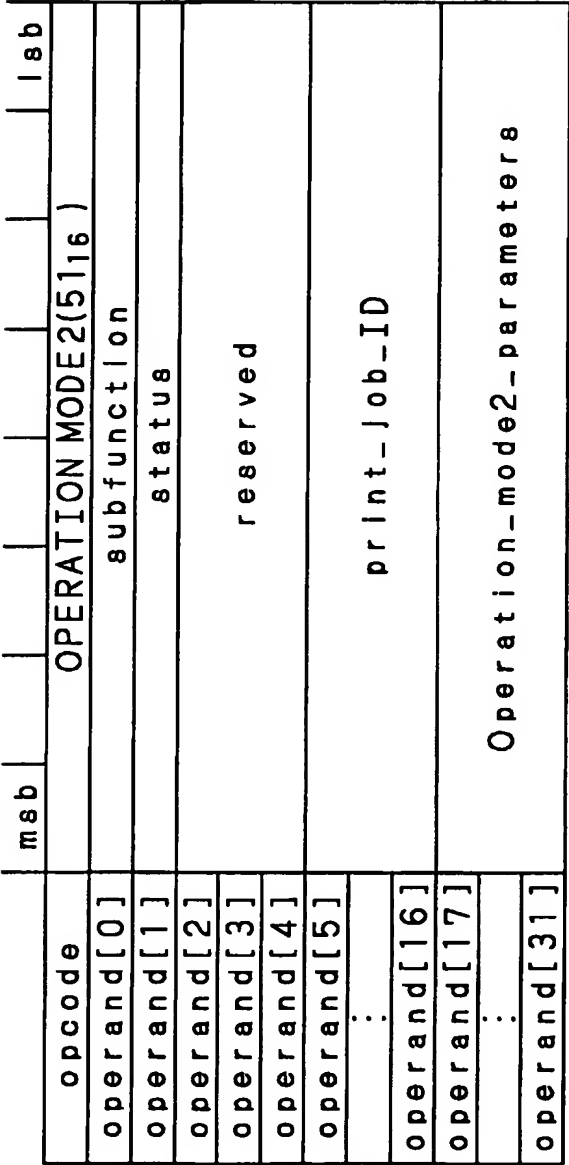 msb lsb
opcode OPERATION MODE2(5116)
operand[0] subfunction
operand[1] status
operand[2]
operand[3] reserved
operand[4]
operand[5]
⋮ print_job_ID
operand[16]
operand[17]
⋮ Operation_mode2_parameters
operand[31]